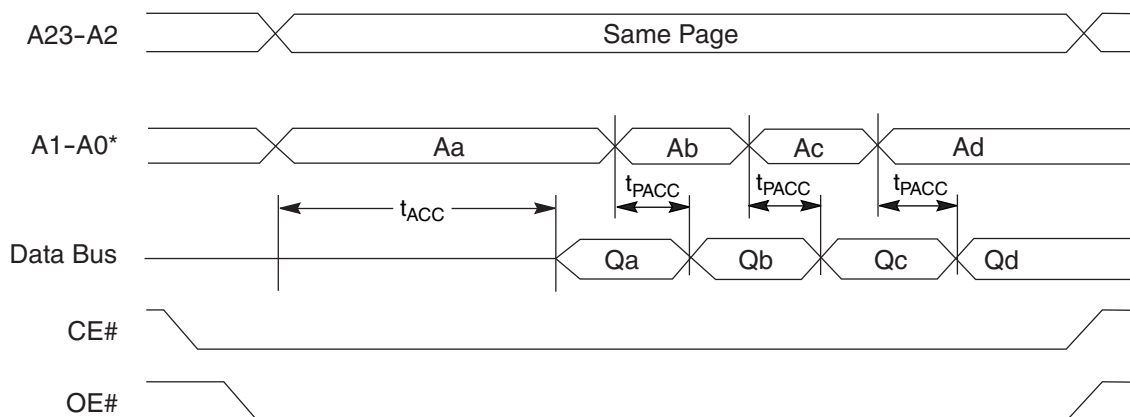 A23–A2 Same Page
A1–A0* Aa Ab Ac Ad
tPACC tPACC tPACC
tACC
Data Bus Qa Qb Qc Qd
CE#
OE#